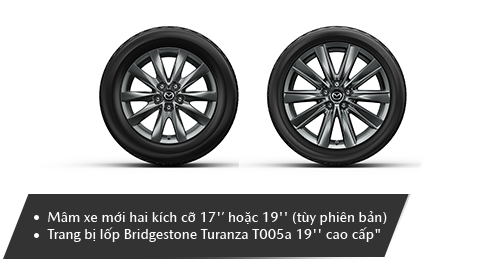 • Mâm xe mới hai kích cỡ 17'' hoặc 19'' (tùy phiên bản)
• Trang bị lốp Bridgestone Turanza T005a 19'' cao cấp"